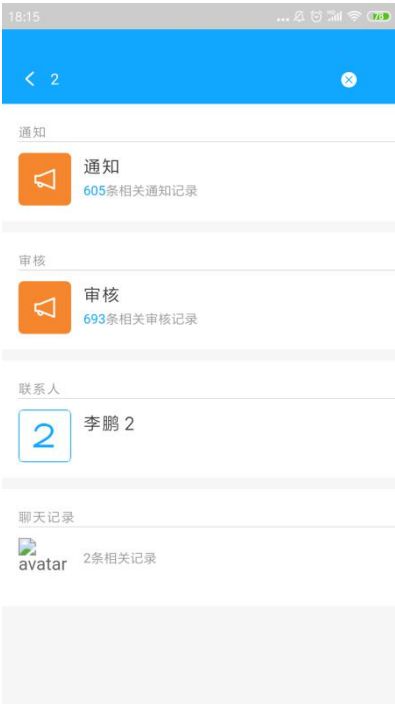 18:15
... 78
2
通知
通知
605条相关通知记录
审核
审核
693条相关审核记录
联系人
2
李鹏 2
聊天记录
avatar
2条相关记录